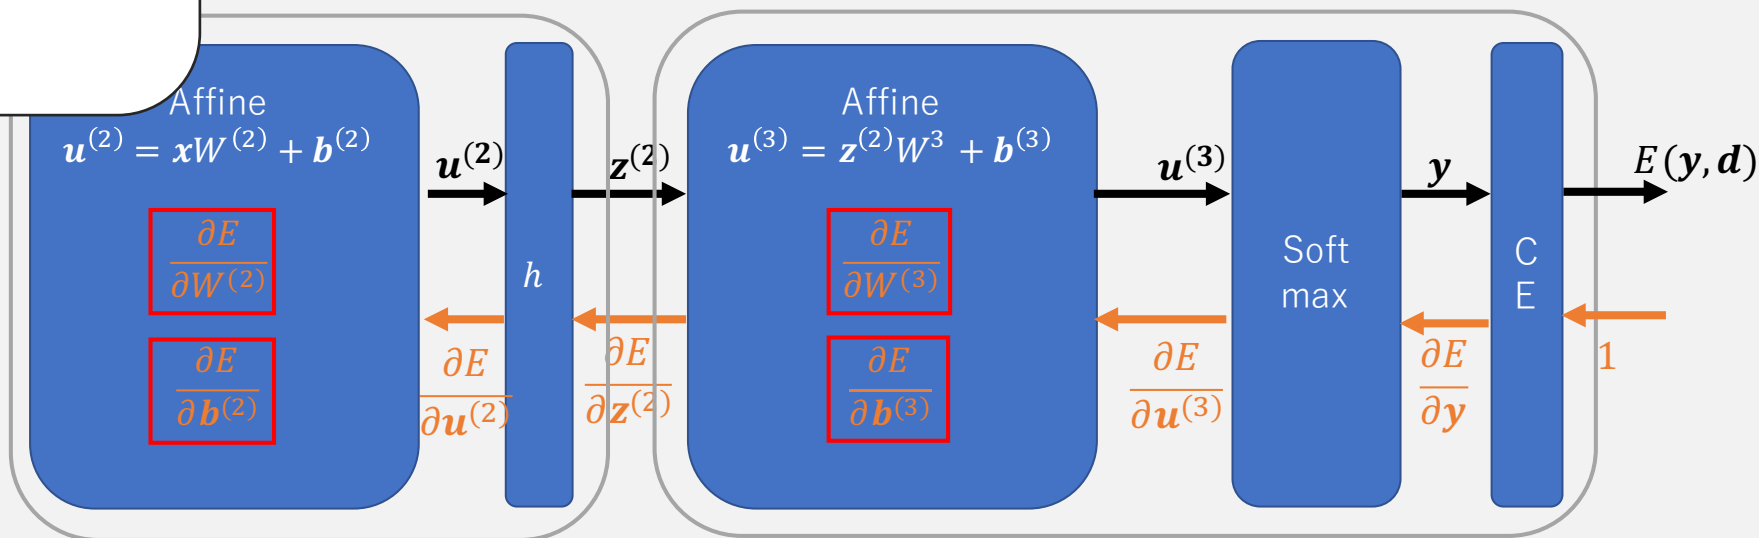 Affine
u⁽²⁾ = xW⁽²⁾ + b⁽²⁾
∂E
∂W⁽²⁾
∂E
∂b⁽²⁾
u⁽²⁾
∂E
∂u⁽²⁾
h
z⁽²⁾
∂E
∂z⁽²⁾
Affine
u⁽³⁾ = z⁽²⁾W³ + b⁽³⁾
∂E
∂W⁽³⁾
∂E
∂b⁽³⁾
u⁽³⁾
∂E
∂u⁽³⁾
Soft
max
y
∂E
∂y
C
E
E(y,d)
1